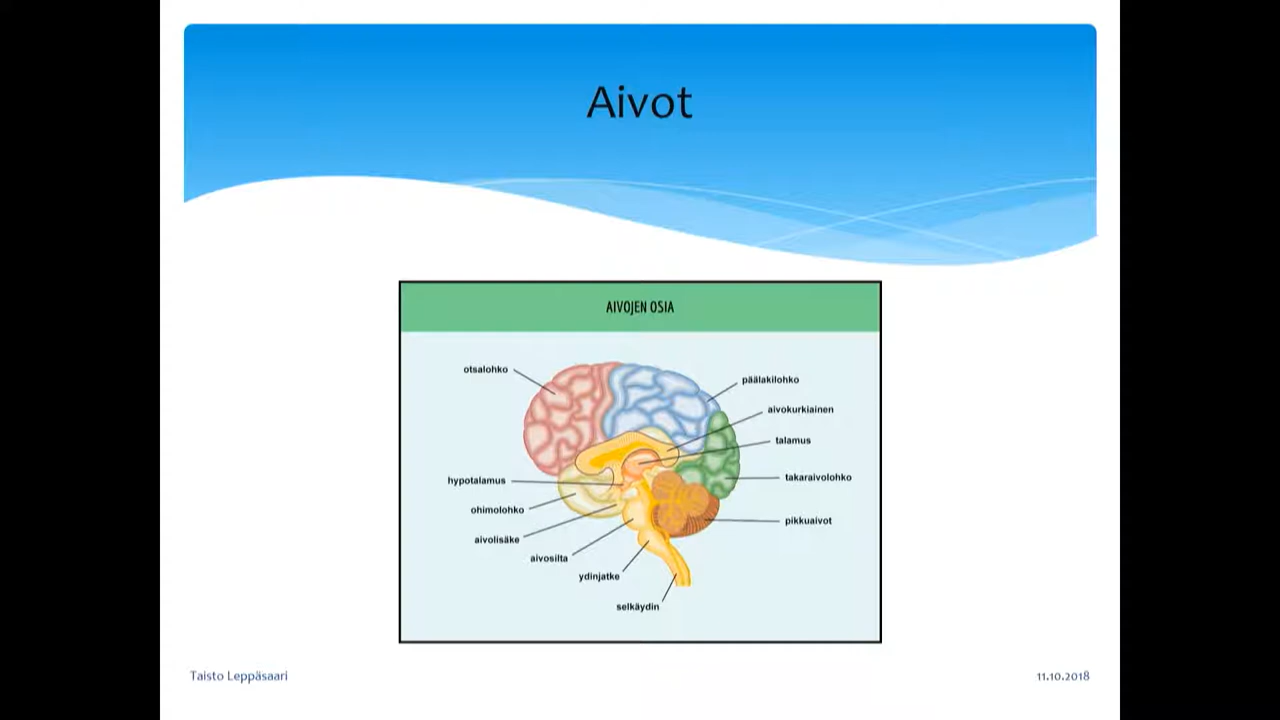 Aivot
AIVOJEN OSIA
otsalohko
päälakilohko
aivokurkiainen
talamus
hypotalamus
takaraivolohko
ohimolohko
pikkuaivot
aivolisäke
aivosilta
ydinjatke
selkäydin
Taisto Leppäsaari
11.10.2018